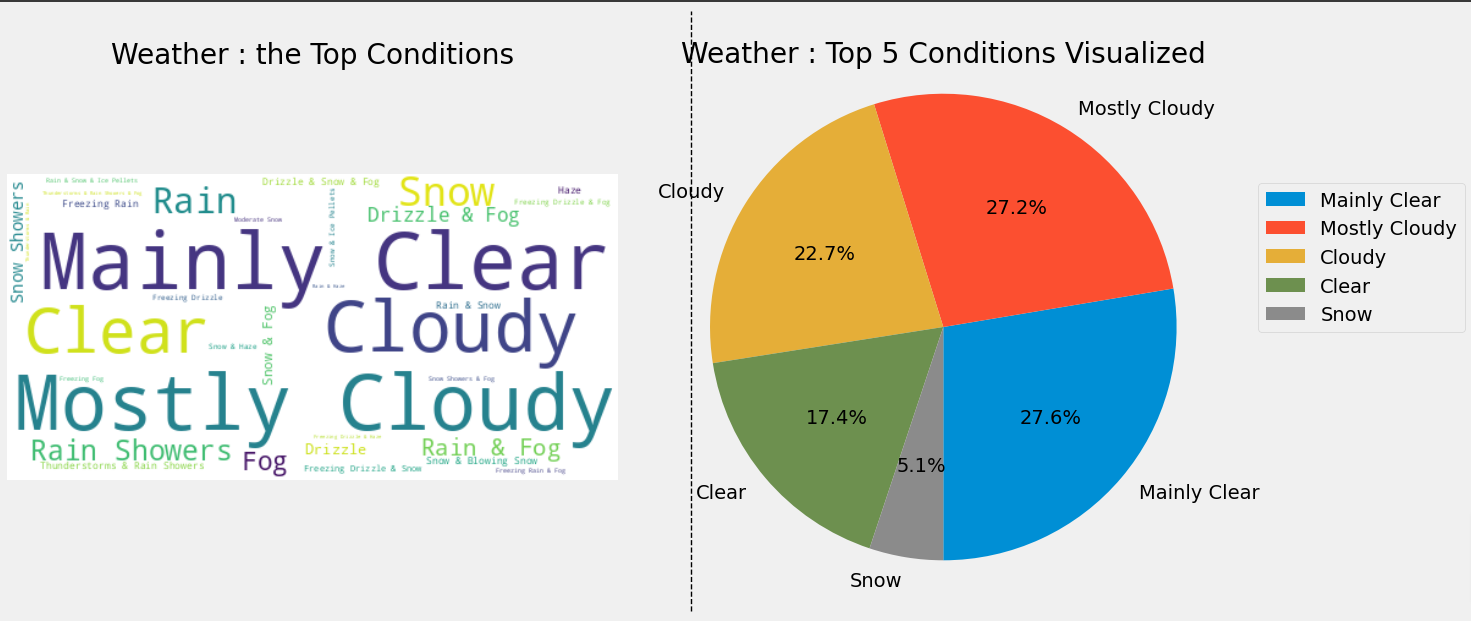 Weather : the Top Conditions
Rain & Snow & Ice Pellets
Drizzle & Snow & Fog
Snow
Haze
Snow Showers
Freezing Rain
Rain
Freezing Drizzle & Fog
Moderate Snow
Snow & Ice Pellets
Drizzle & Fog
Mainly Clear
Freezing Drizzle
Rain & Snow
Clear
Cloudy
Snow & Haze
Snow & Fog
Freezing Fog
Snow Showers & Fog
Mostly Cloudy
Rain Showers
Drizzle
Rain & Fog
Thunderstorms & Rain Showers
Fog
Freezing Drizzle & Snow
Snow & Blowing Snow
Freezing Rain & Fog
Weather : Top 5 Conditions Visualized
Mostly Cloudy
Cloudy
27.2%
22.7%
17.4%
27.6%
5.1%
Clear
Mainly Clear
Snow
Mainly Clear
Mostly Cloudy
Cloudy
Clear
Snow